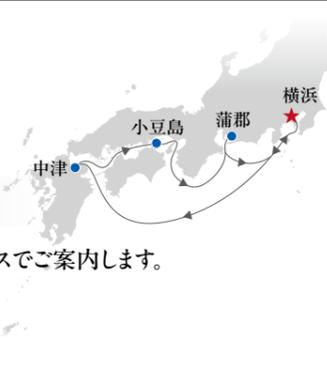 横浜
蒲郡
小豆島
中津
スでご案内します。